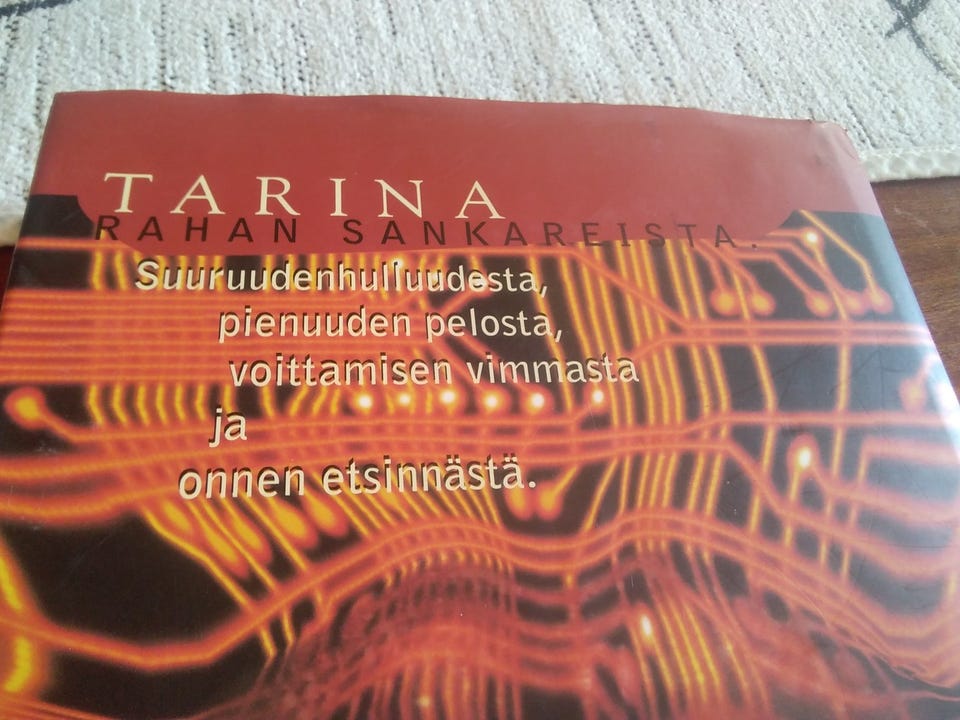 TARINA
RAHAN SANKAREISTA.
Suuruudenhulluudesta,
pienuuden pelosta,
voittamisen vimmasta
ja
onnen etsinnästä.